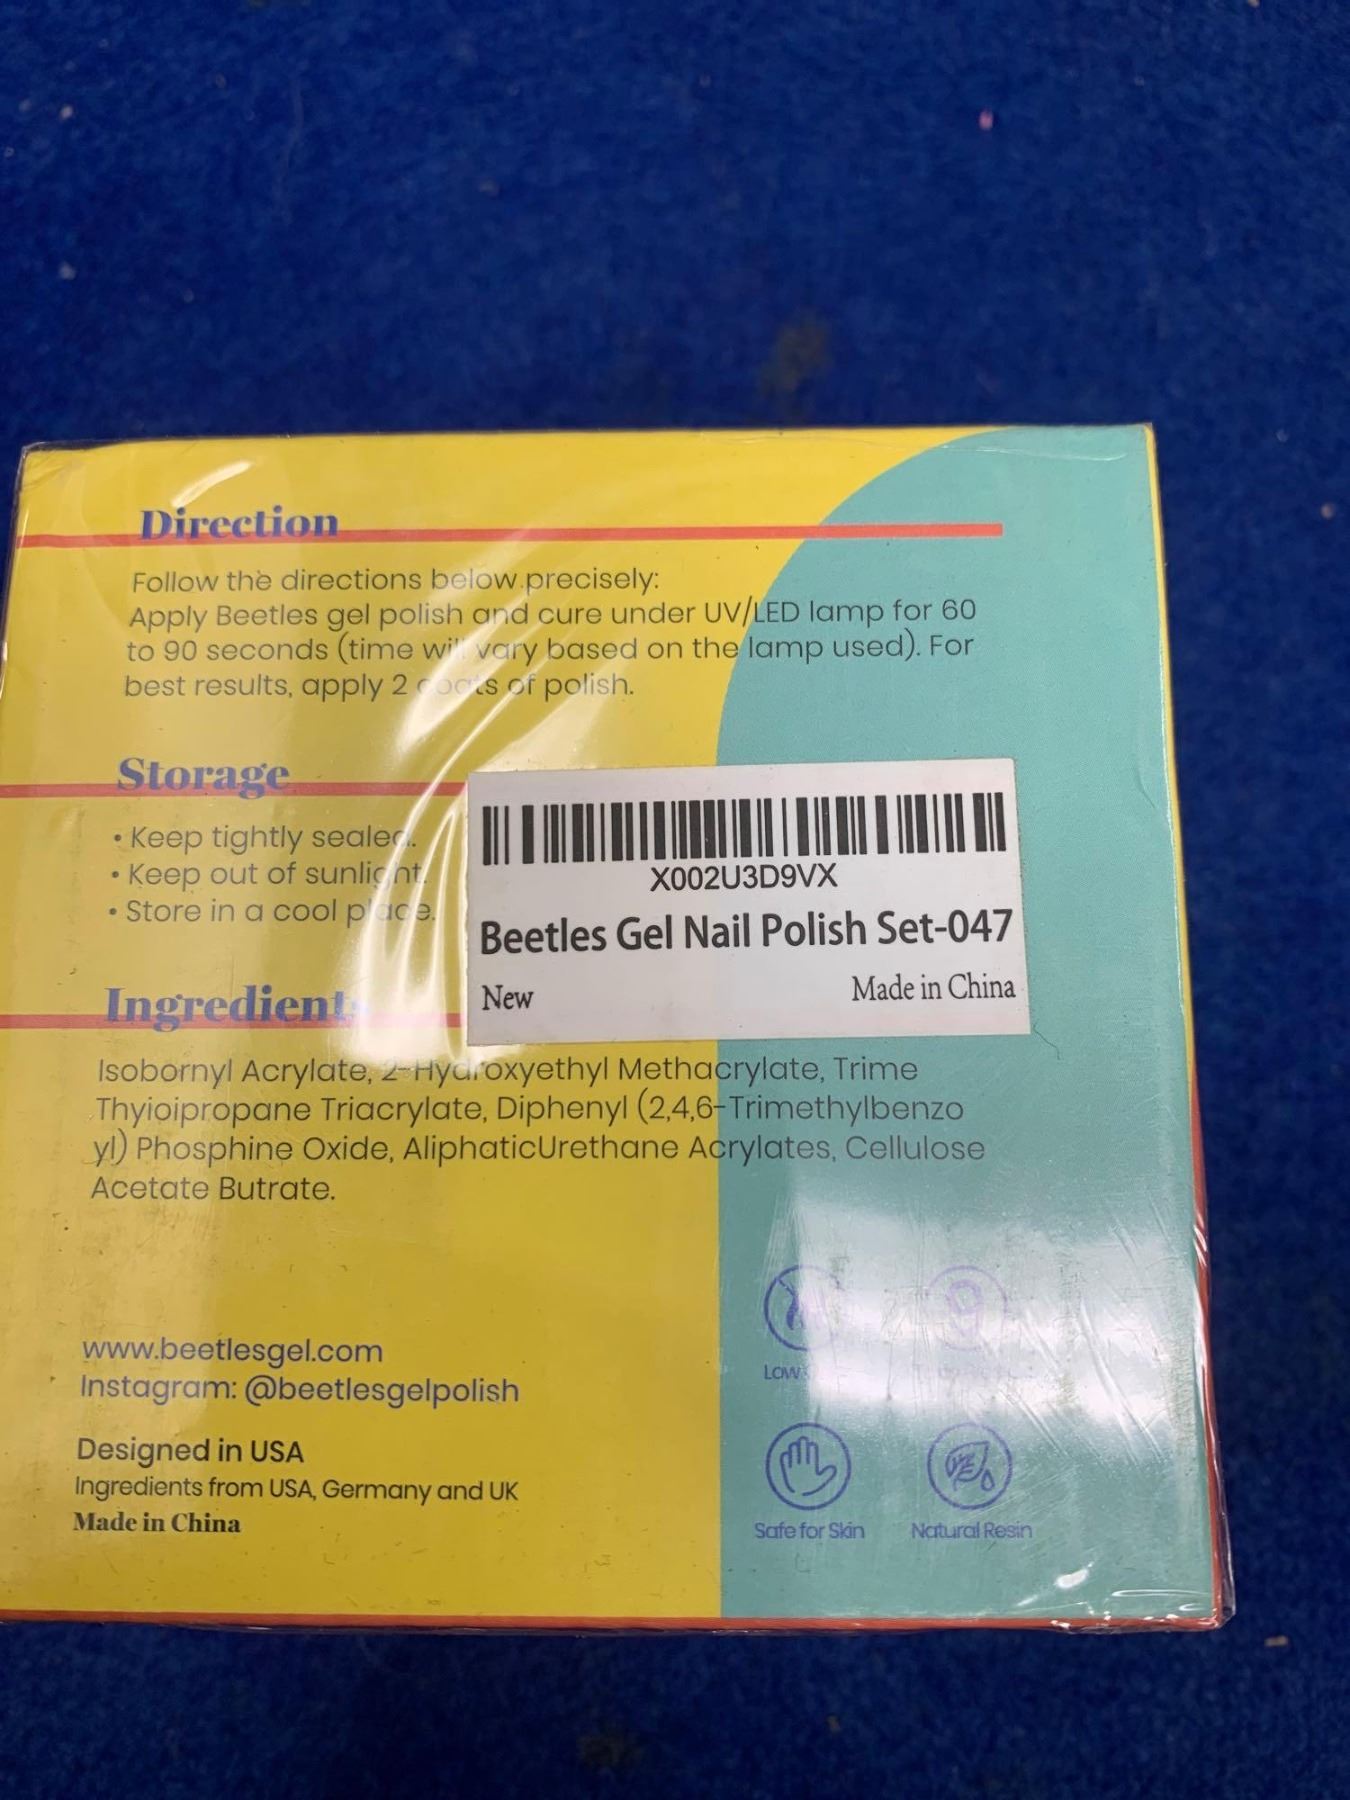 Direction
Follow the directions below precisely:
Apply Beetles gel polish and cure under UV/LED lamp for 60
to 90 seconds (time will vary based on the lamp used). For
best results, apply 2 coats of polish.
Storage
• Keep tightly sealed.
• Keep out of sunlight.
• Store in a cool place.
X002U3D9VX
Beetles Gel Nail Polish Set-047
New
Made in China
Ingredients
Isobornyl Acrylate, 2-Hydroxyethyl Methacrylate, Trime
Thyioipropane Triacrylate, Diphenyl (2,4,6-Trimethylbenzo
yl) Phosphine Oxide, AliphaticUrethane Acrylates, Cellulose
Acetate Butrate.
www.beetlesgel.com
Instagram: @beetlesgelpolish
Designed in USA
Ingredients from USA, Germany and UK
Made in China
Low
Safe for Skin
Natural Resin